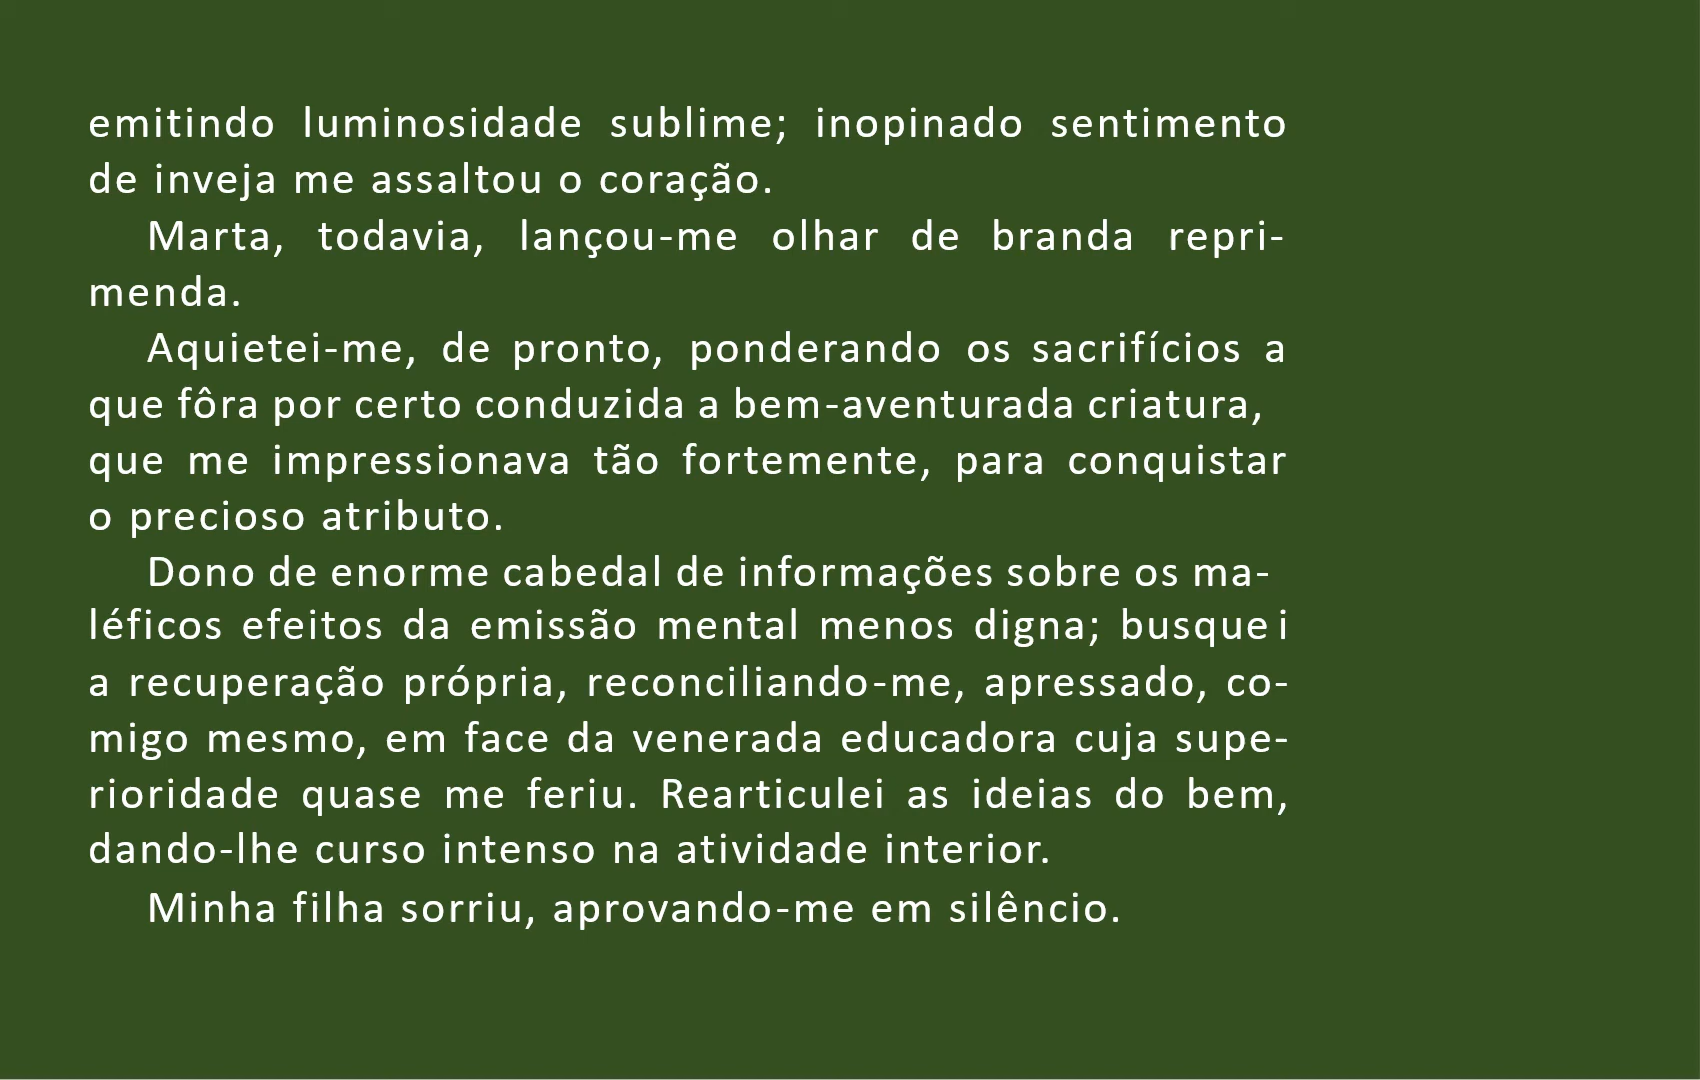 emitindo luminosidade sublime; inopinado sentimento
de inveja me assaltou o coração.
Marta, todavia, lançou-me olhar de branda repri-
menda.
Aquietei-me, de pronto, ponderando os sacrifícios a
que fôra por certo conduzida a bem-aventurada criatura,
que me impressionava tão fortemente, para conquistar
o precioso atributo.
Dono de enorme cabedal de informações sobre os ma-
léficos efeitos da emissão mental menos digna; busquei
a recuperação própria, reconciliando-me, apressado, co-
migo mesmo, em face da venerada educadora cuja supe-
rioridade quase me feriu. Rearticulei as ideias do bem,
dando-lhe curso intenso na atividade interior.
Minha filha sorriu, aprovando-me em silêncio.